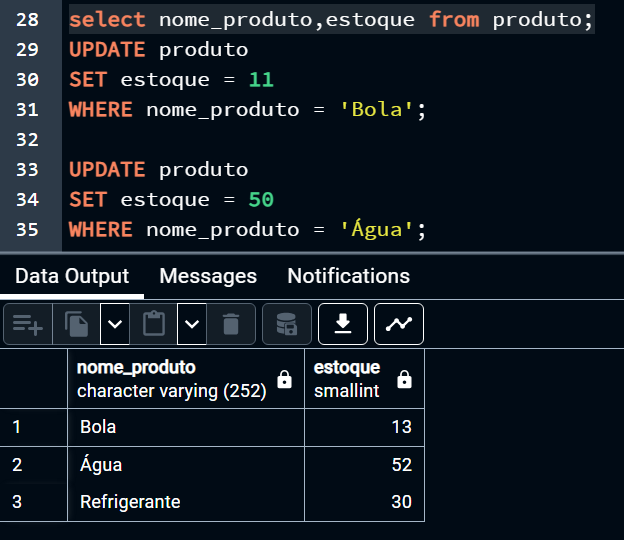 28 select nome_produto,estoque from produto;
29 UPDATE produto
30 SET estoque = 11
31 WHERE nome_produto = 'Bola';
32
33 UPDATE produto
34 SET estoque = 50
35 WHERE nome_produto = 'Água';
Data Output Messages Notifications
nome_produto estoque
character varying (252) smallint
1 Bola 13
2 Água 52
3 Refrigerante 30